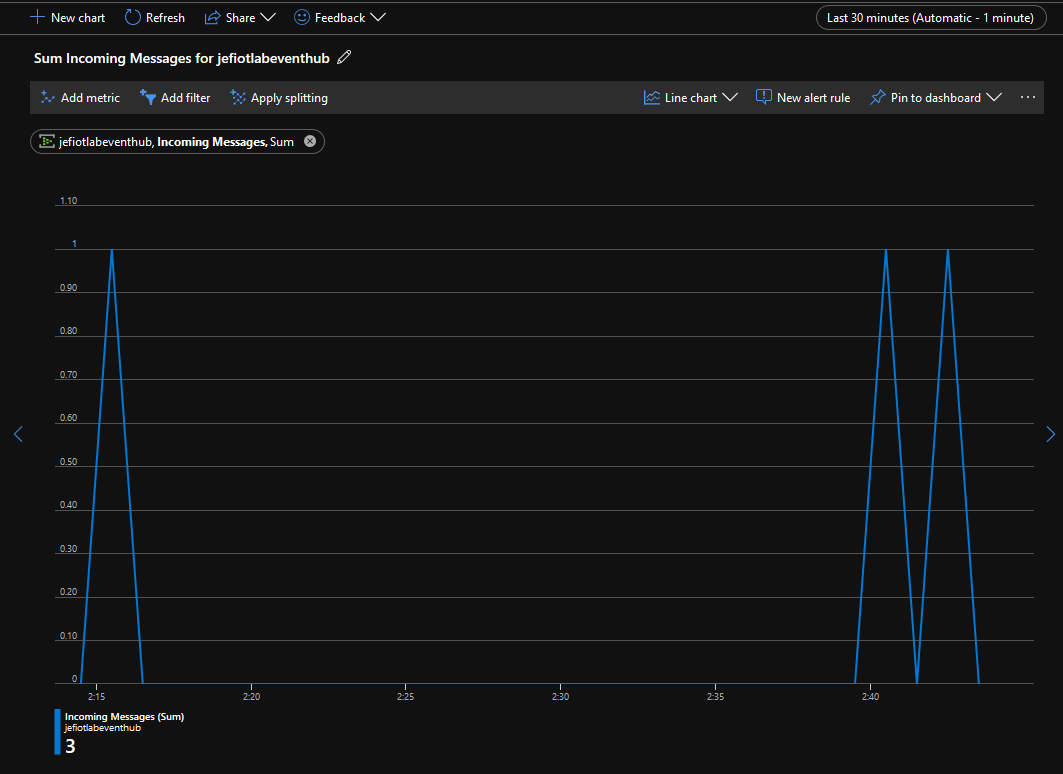 New chart Refresh Share Feedback Last 30 minutes (Automatic - 1 minute)
Sum Incoming Messages for jefiotlabeventhub
Add metric Add filter Apply splitting Line chart New alert rule Pin to dashboard ...
jefiotlabeventhub, Incoming Messages, Sum
1.10
1
0.90
0.80
0.70
0.60
0.50
0.40
0.30
0.20
0.10
0
2:15 2:20 2:25 2:30 2:35 2:40
Incoming Messages (Sum)
jefiotlabeventhub
3